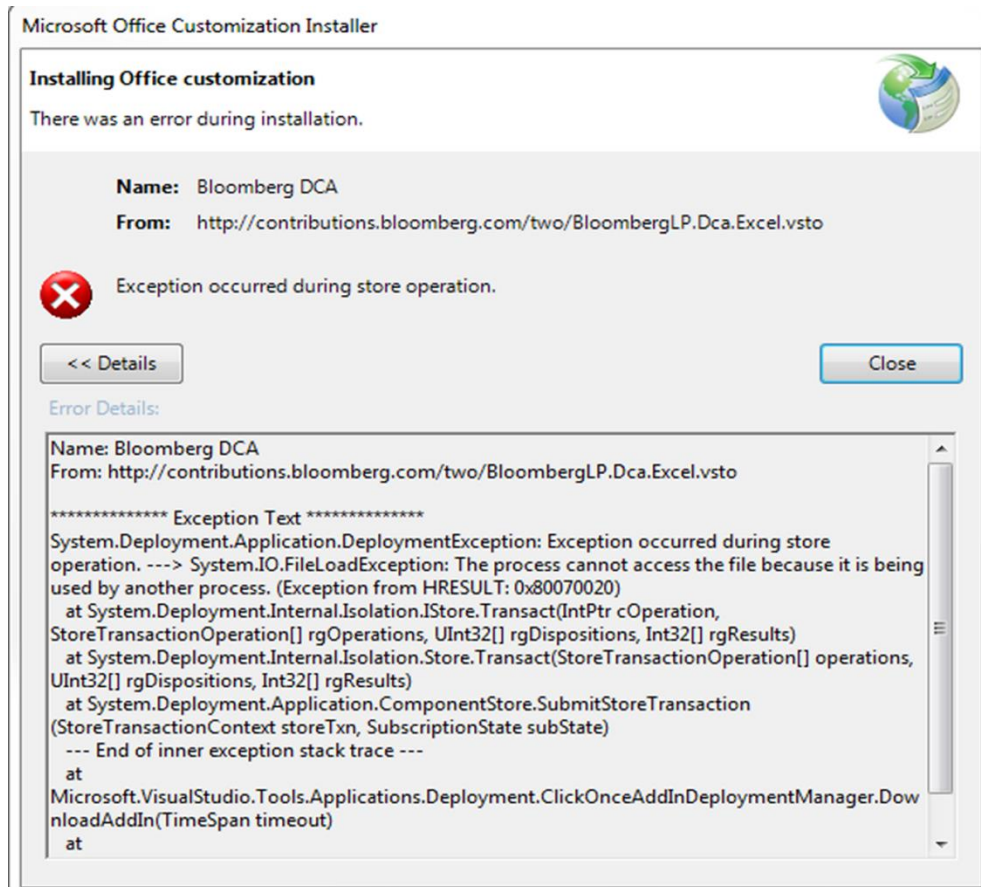 Microsoft Office Customization Installer
Installing Office customization
There was an error during installation.
Name: Bloomberg DCA
From: http://contributions.bloomberg.com/two/BloombergLP.Dca.Excel.vsto
Exception occurred during store operation.
<< Details
Close
Error Details:
Name: Bloomberg DCA
From: http://contributions.bloomberg.com/two/BloombergLP.Dca.Excel.vsto
************** Exception Text **************
System.Deployment.Application.DeploymentException: Exception occurred during store
operation. ---> System.IO.FileLoadException: The process cannot access the file because it is being
used by another process. (Exception from HRESULT: 0x80070020)
at System.Deployment.Internal.Isolation.IStore.Transact(IntPtr cOperation,
StoreTransactionOperation[] rgOperations, UInt32[] rgDispositions, Int32[] rgResults)
at System.Deployment.Internal.Isolation.Store.Transact(StoreTransactionOperation[] operations,
UInt32[] rgDispositions, Int32[] rgResults)
at System.Deployment.Application.ComponentStore.SubmitStoreTransaction
(StoreTransactionContext storeTxn, SubscriptionState subState)
--- End of inner exception stack trace ---
at
Microsoft.VisualStudio.Tools.Applications.Deployment.ClickOnceAddInDeploymentManager.Dow
nloadAddIn(TimeSpan timeout)
at